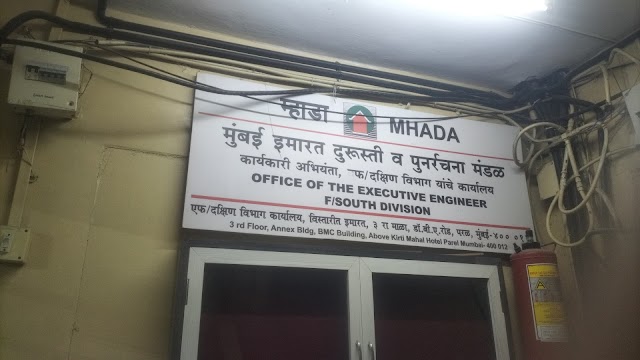 म्हाडा MHADA
मुंबई इमारत दुरूस्ती व पुनर्रचना मंडळ
कार्यकारी अभियंता, फ/दक्षिण विभाग यांचे कार्यालय
OFFICE OF THE EXECUTIVE ENGINEER
F/SOUTH DIVISION
एफ/दक्षिण विभाग कार्यालय, विस्तारीत इमारत, ३ रा माळा, डॉ.बी.ए.रोड, परळ, मुंबई-४००
3 rd Floor, Annex Bldg, BMC Building, Above Kirti Mahal Hotel Parel Mumbai- 400 012